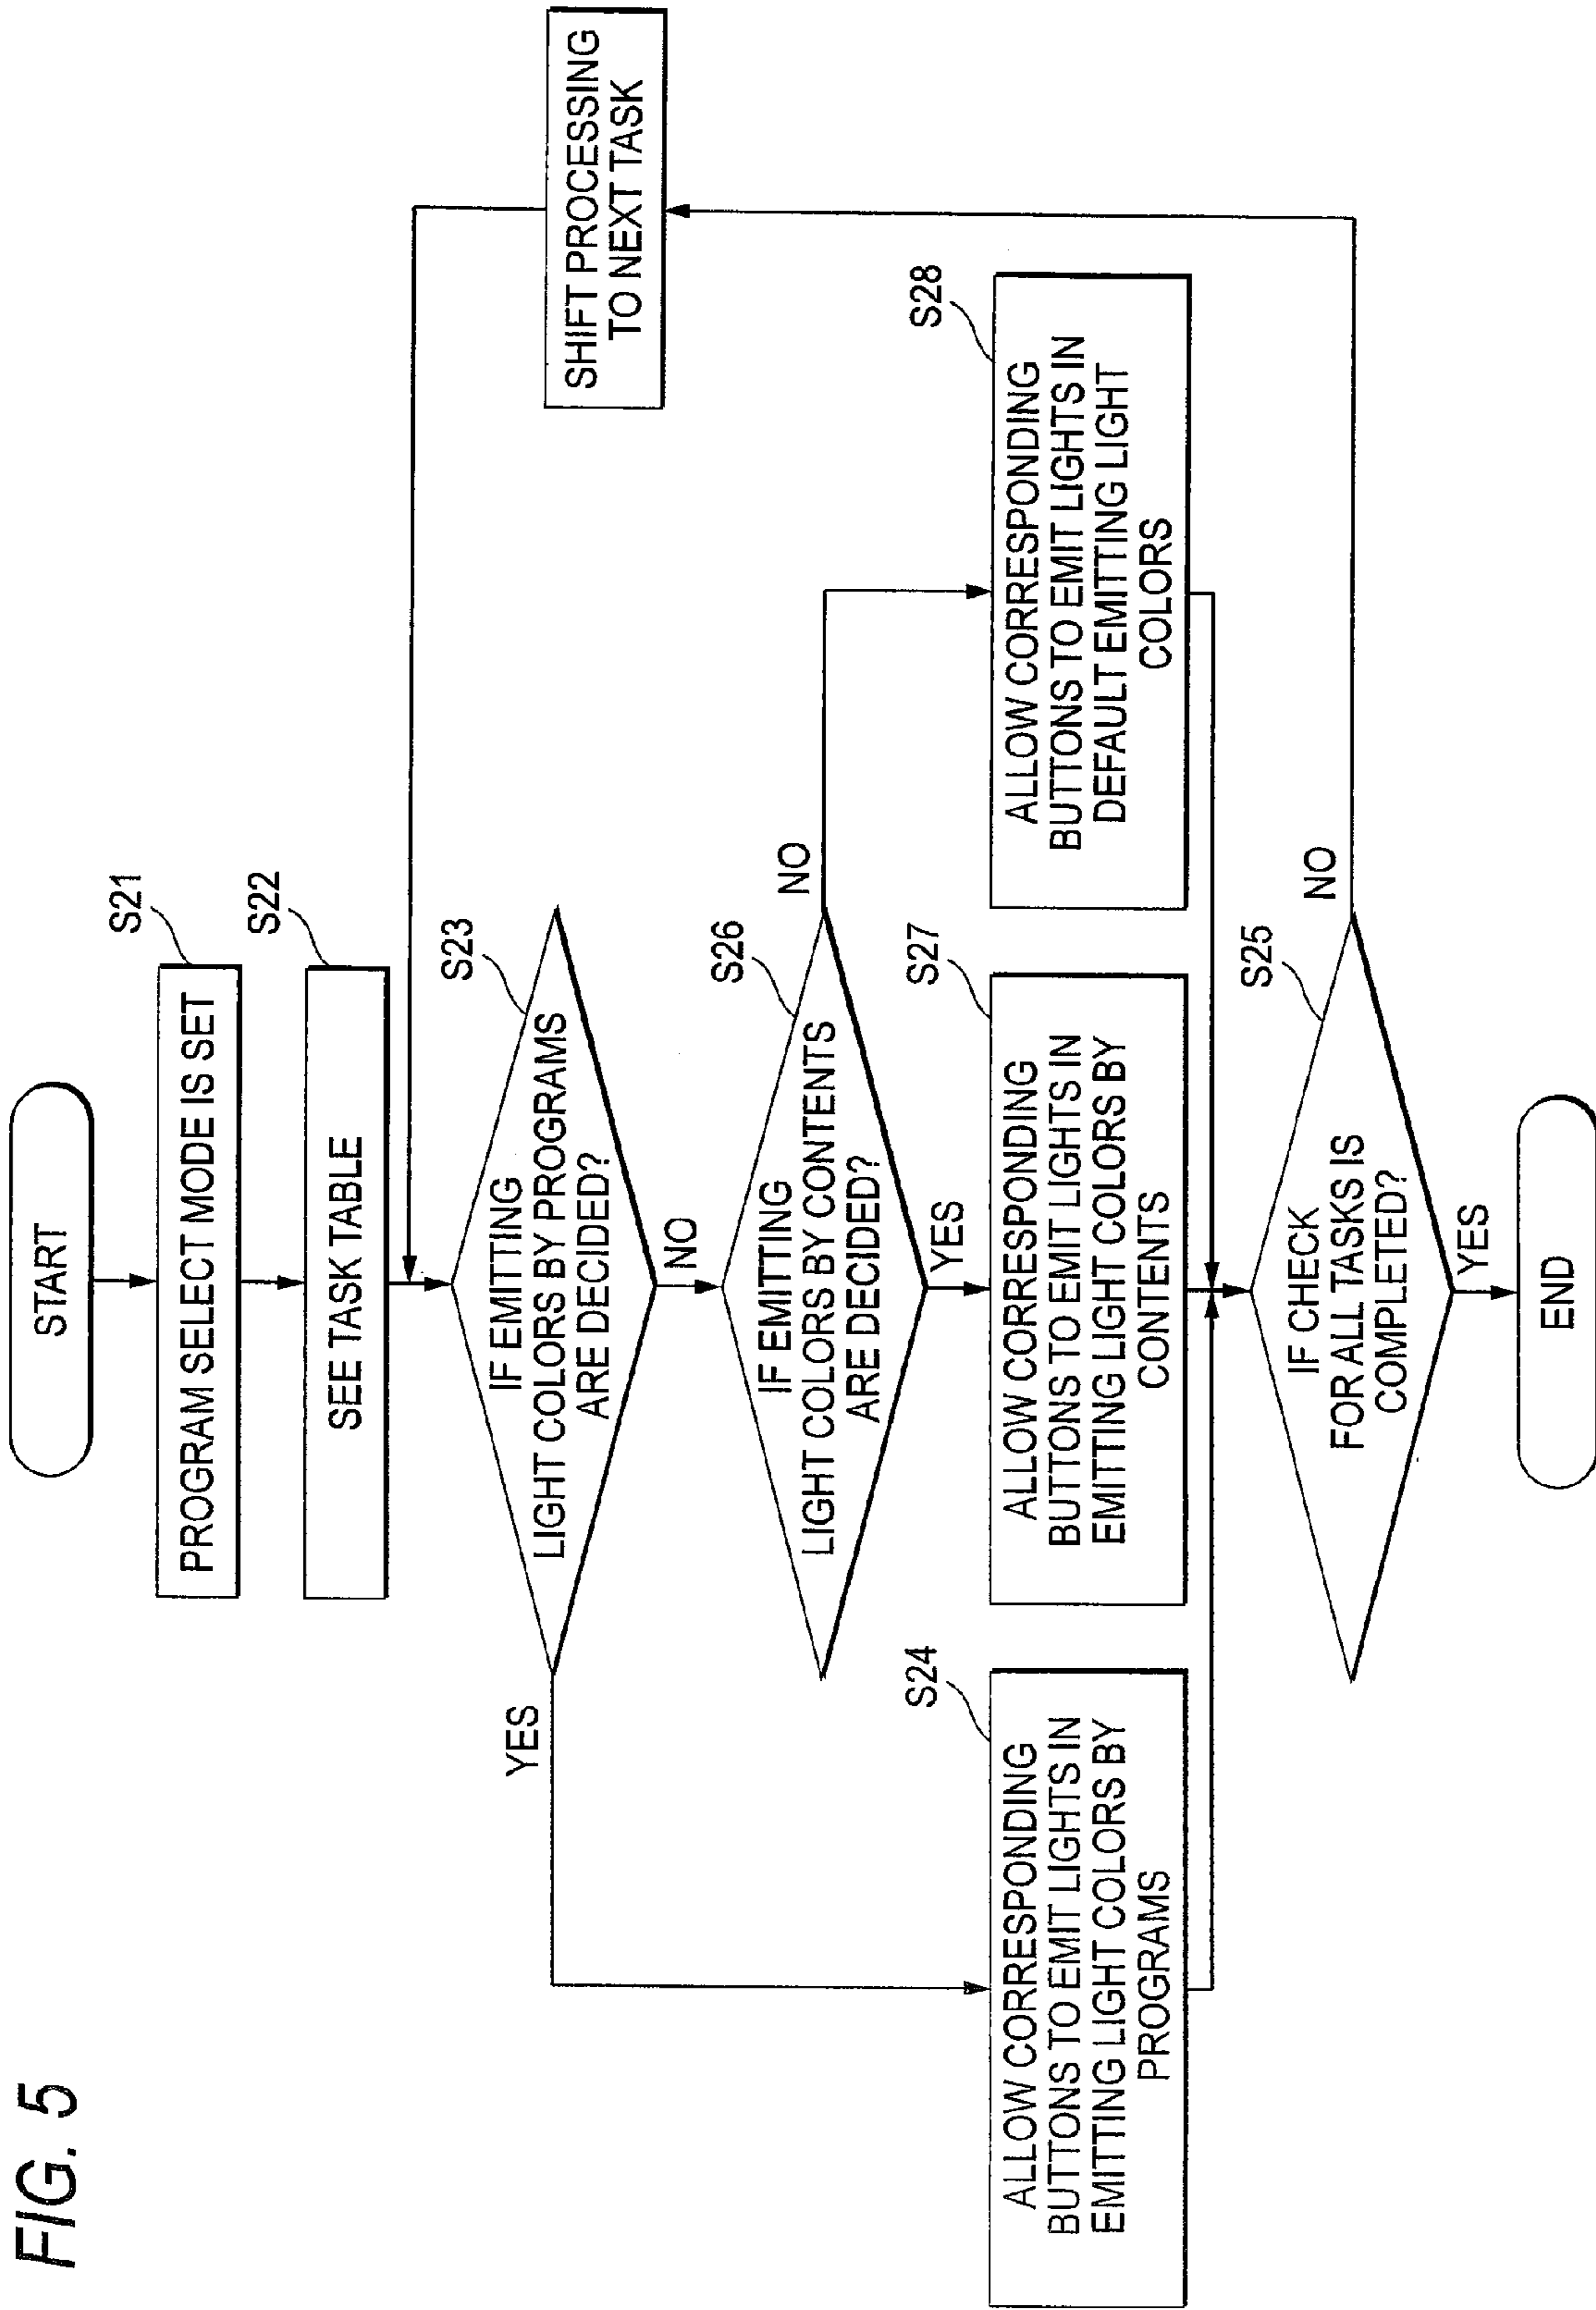 FIG. 5
START
S21
PROGRAM SELECT MODE IS SET
S22
SEE TASK TABLE
SHIFT PROCESSING
TO NEXT TASK
S23
IF EMITTING
LIGHT COLORS BY PROGRAMS
ARE DECIDED?
YES
NO
S26
IF EMITTING
LIGHT COLORS BY CONTENTS
ARE DECIDED?
NO
YES
S24
ALLOW CORRESPONDING
BUTTONS TO EMIT LIGHTS IN
EMITTING LIGHT COLORS BY
PROGRAMS
S27
ALLOW CORRESPONDING
BUTTONS TO EMIT LIGHTS IN
EMITTING LIGHT COLORS BY
CONTENTS
S28
ALLOW CORRESPONDING
BUTTONS TO EMIT LIGHTS IN
DEFAULT EMITTING LIGHT
COLORS
S25
IF CHECK
FOR ALL TASKS IS
COMPLETED?
NO
YES
END